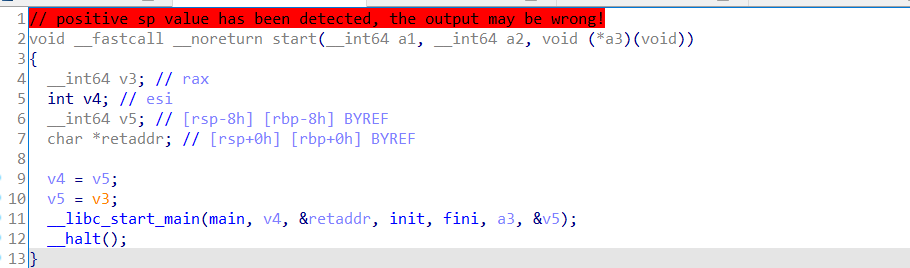 1 // positive sp value has been detected, the output may be wrong!
2 void __fastcall __noreturn start(__int64 a1, __int64 a2, void (*a3)(void))
3 {
4   __int64 v3; // rax
5   int v4; // esi
6   __int64 v5; // [rsp-8h] [rbp-8h] BYREF
7   char *retaddr; // [rsp+0h] [rbp+0h] BYREF
8
9   v4 = v5;
10   v5 = v3;
11   __libc_start_main(main, v4, &retaddr, init, fini, a3, &v5);
12   __halt();
13 }